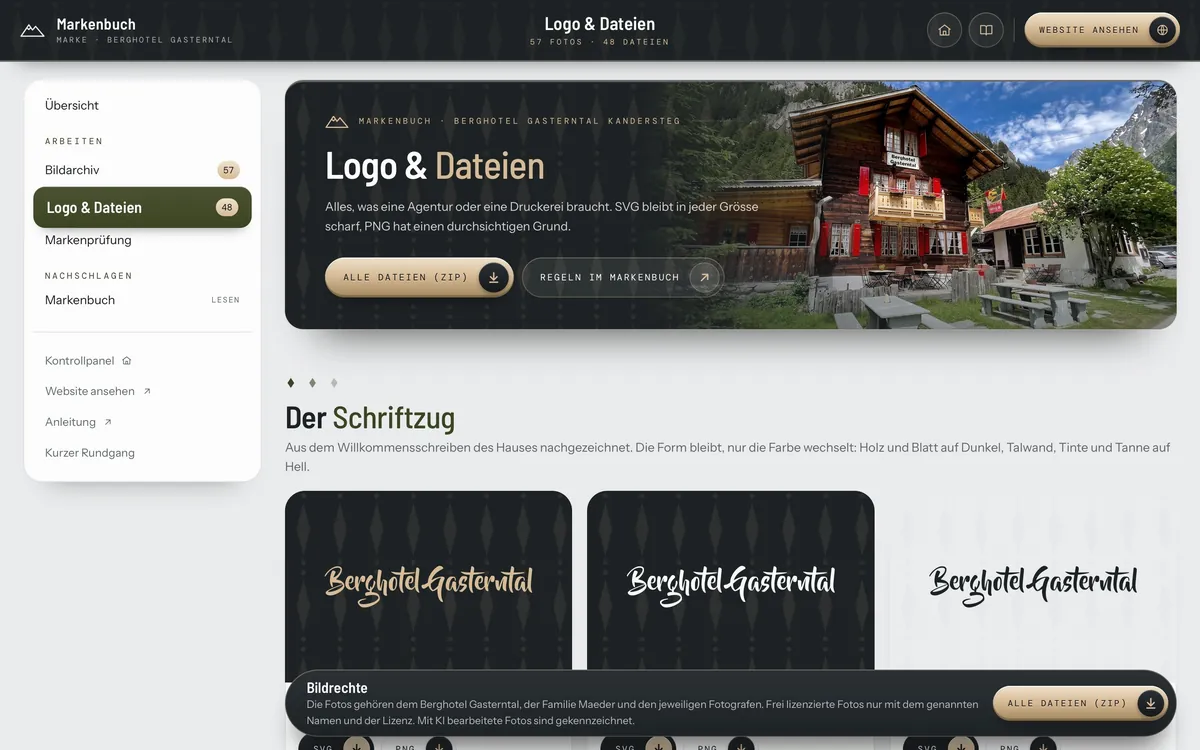 Markenbuch
MARKE · BERGHOTEL GASTERNTAL
Logo & Dateien
57 FOTOS · 48 DATEIEN
WEBSITE ANSEHEN
Übersicht
ARBEITEN
Bildarchiv 57
Logo & Dateien 48
Markenprüfung
NACHSCHLAGEN
Markenbuch LESEN
Kontrollpanel
Website ansehen
Anleitung
Kurzer Rundgang
MARKENBUCH · BERGHOTEL GASTERNTAL KANDERSTEG
Logo & Dateien
Alles, was eine Agentur oder eine Druckerei braucht. SVG bleibt in jeder Grösse
scharf, PNG hat einen durchsichtigen Grund.
ALLE DATEIEN (ZIP)
REGELN IM MARKENBUCH
Berghotel
Gasterntal
Der Schriftzug
Aus dem Willkommensschreiben des Hauses nachgezeichnet. Die Form bleibt, nur die Farbe wechselt: Holz und Blatt auf Dunkel, Talwand, Tinte und Tanne auf
Hell.
Berghotel Gasterntal
Berghotel Gasterntal
Berghotel Gasterntal
Bildrechte
Die Fotos gehören dem Berghotel Gasterntal, der Familie Maeder und den jeweiligen Fotografen. Frei lizenzierte Fotos nur mit dem genannten
Namen und der Lizenz. Mit KI bearbeitete Fotos sind gekennzeichnet.
ALLE DATEIEN (ZIP)
SVG PNG
SVG PNG
SVG PNG